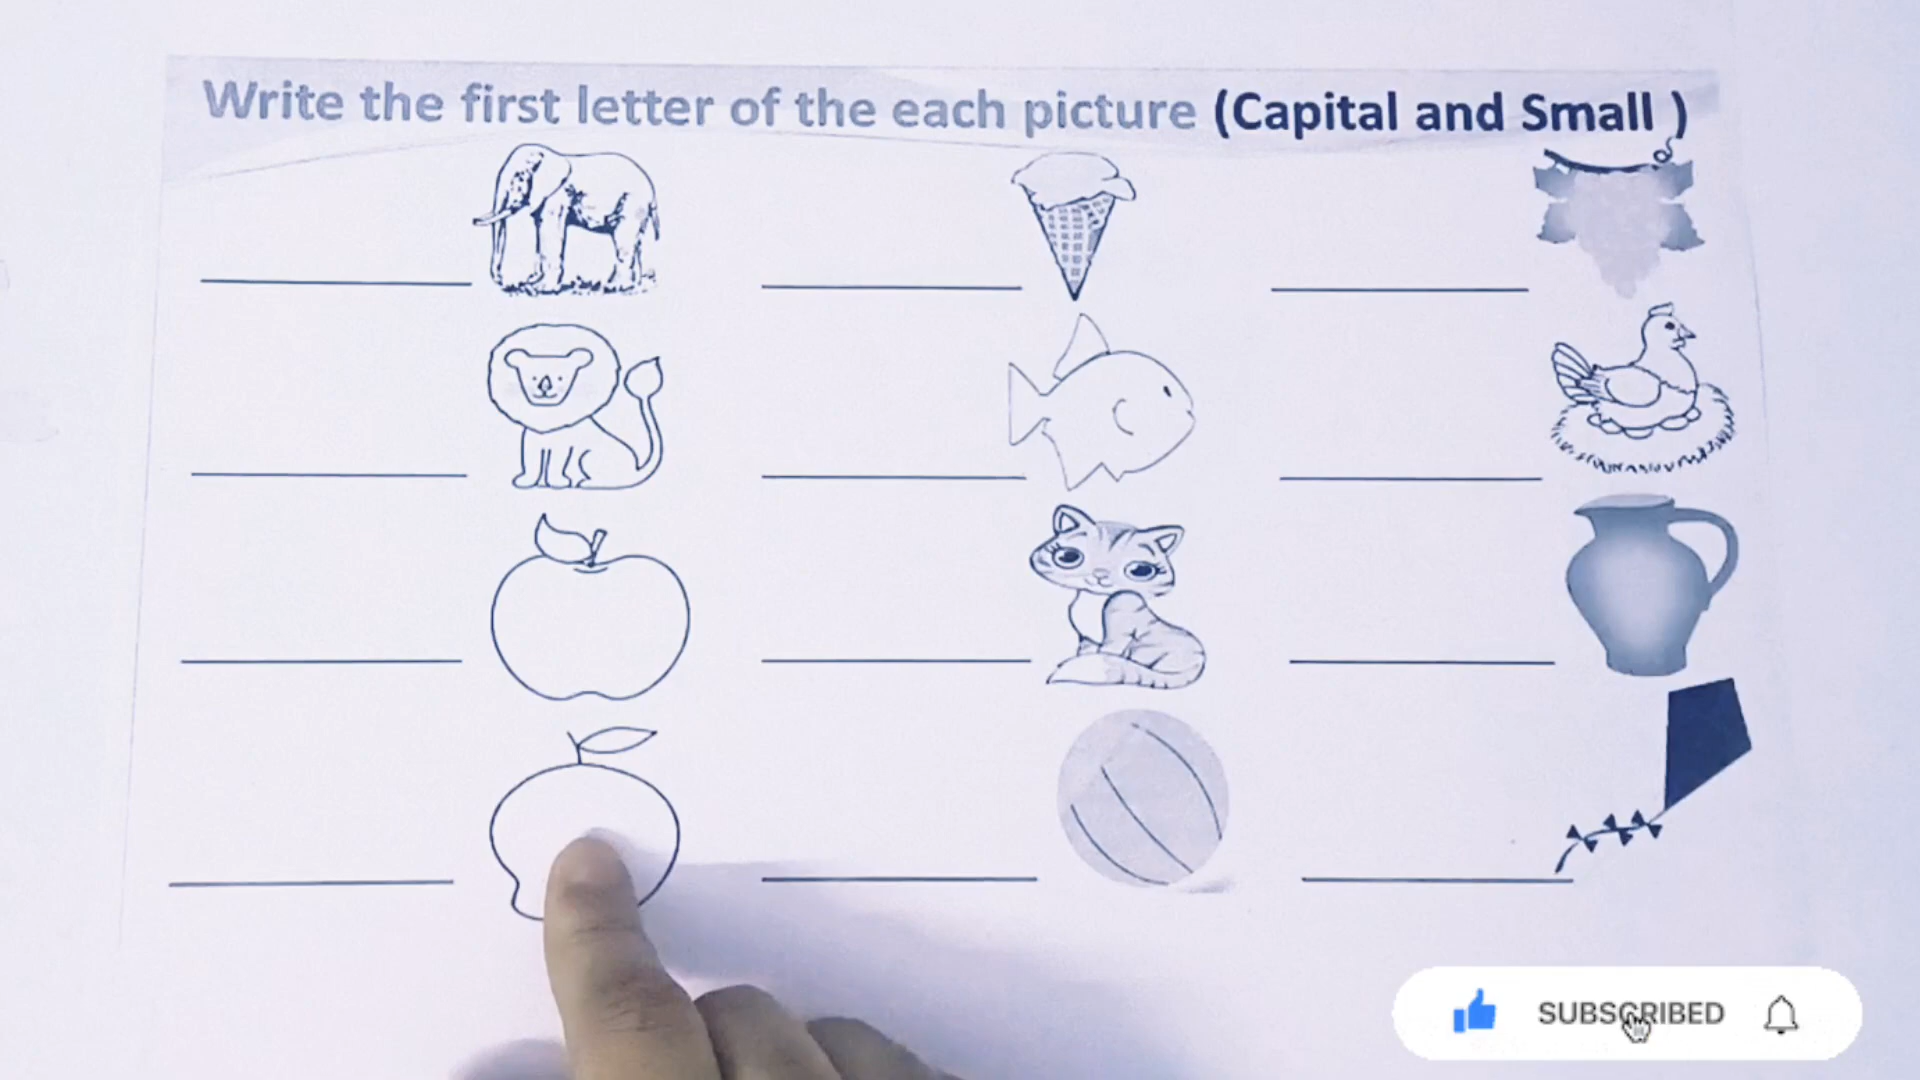 Write the first letter of the each picture (Capital and Small )
SUBSCRIBED